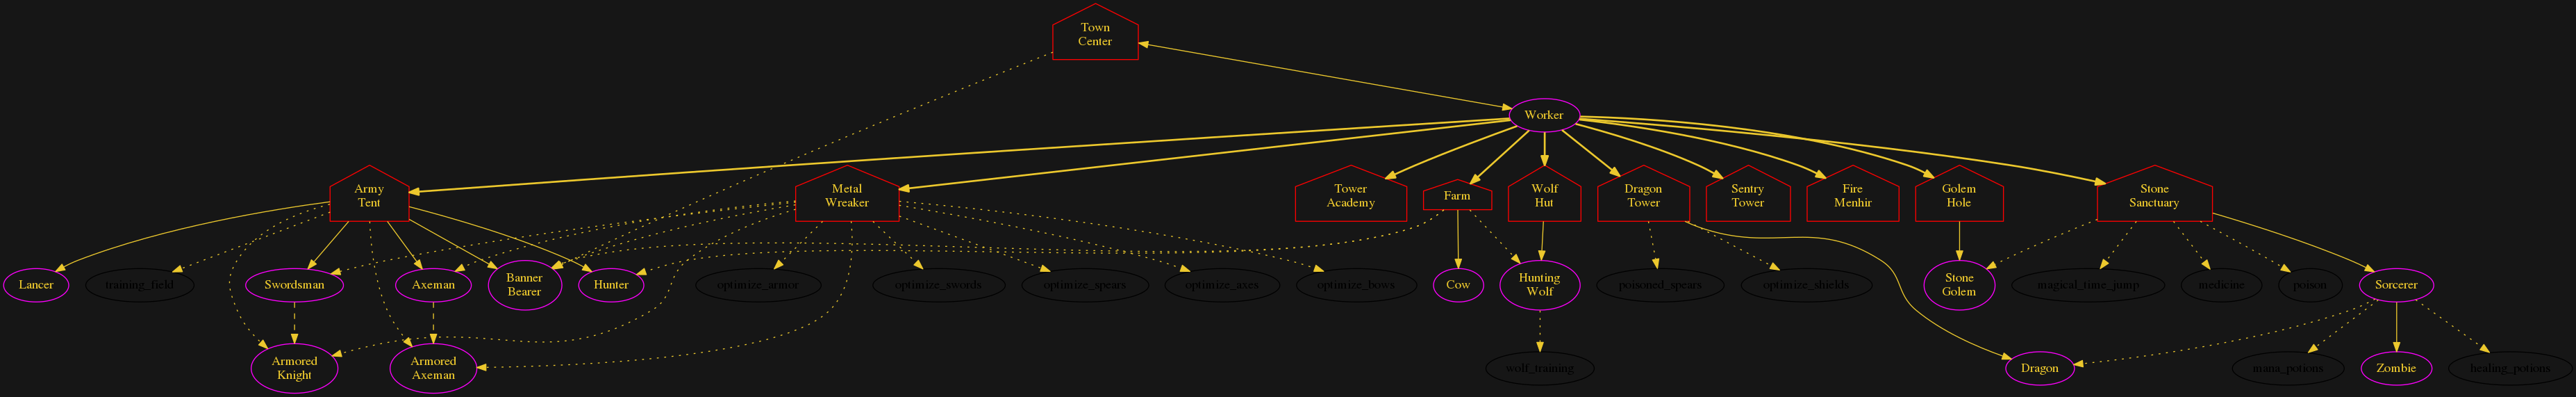 Town
Center
Worker
Army
Tent
Metal
Wreaker
Tower
Academy
Farm
Wolf
Hut
Dragon
Tower
Sentry
Tower
Fire
Menhir
Golem
Hole
Stone
Sanctuary
Lancer
training_field
Swordsman
Axeman
Banner
Bearer
Hunter
optimize_armor
optimize_swords
optimize_spears
optimize_axes
optimize_bows
Cow
Hunting
Wolf
poisoned_spears
optimize_shields
Stone
Golem
magical_time_jump
medicine
poison
Sorcerer
Armored
Knight
Armored
Axeman
wolf_training
Dragon
mana_potions
Zombie
healing_potions